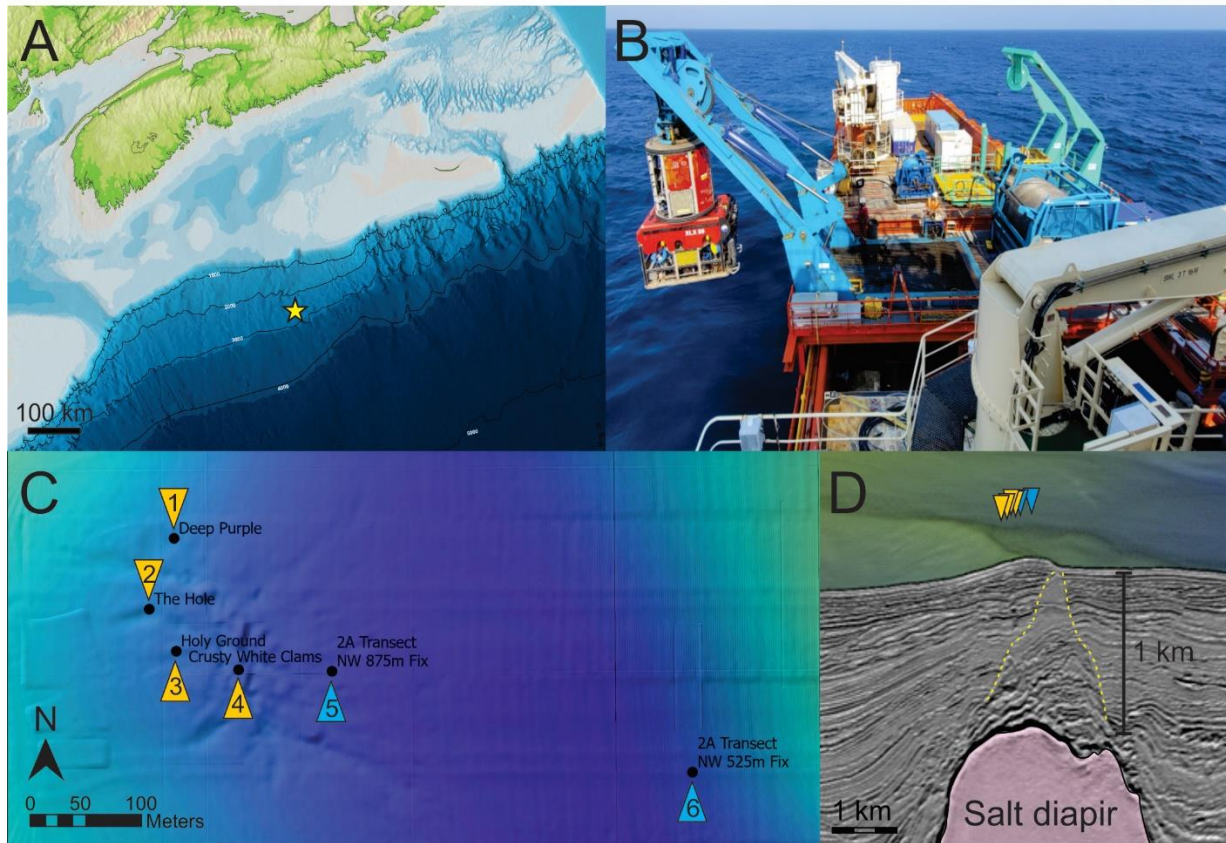 A
100 km
B
C
1
Deep Purple
2
The Hole
Holy Ground
Crusty White Clams
2A Transect
NW 875m Fix
3
4
5
N
0 50 100
Meters
2A Transect
NW 525m Fix
6
D
1 km
1 km
Salt diapir